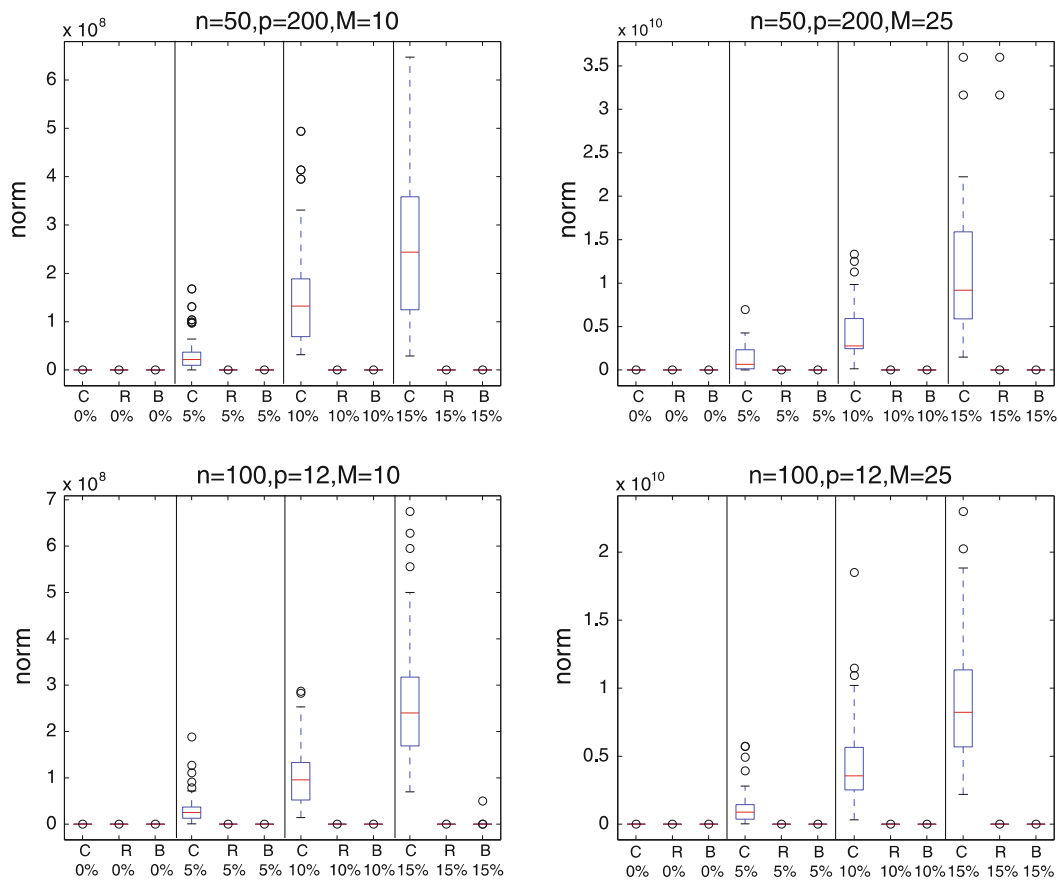 n=50,p=200,M=10
x 10^8
6
5
4
3
2
1
0
norm
C R B C R B C R B C R B
0% 0% 0% 5% 5% 5% 10% 10% 10% 15% 15% 15%
n=50,p=200,M=25
x 10^10
3.5
3
2.5
2
1.5
1
0.5
0
norm
C R B C R B C R B C R B
0% 0% 0% 5% 5% 5% 10% 10% 10% 15% 15% 15%
n=100,p=12,M=10
x 10^8
7
6
5
4
3
2
1
0
norm
C R B C R B C R B C R B
0% 0% 0% 5% 5% 5% 10% 10% 10% 15% 15% 15%
n=100,p=12,M=25
x 10^10
2
1.5
1
0.5
0
norm
C R B C R B C R B C R B
0% 0% 0% 5% 5% 5% 10% 10% 10% 15% 15% 15%